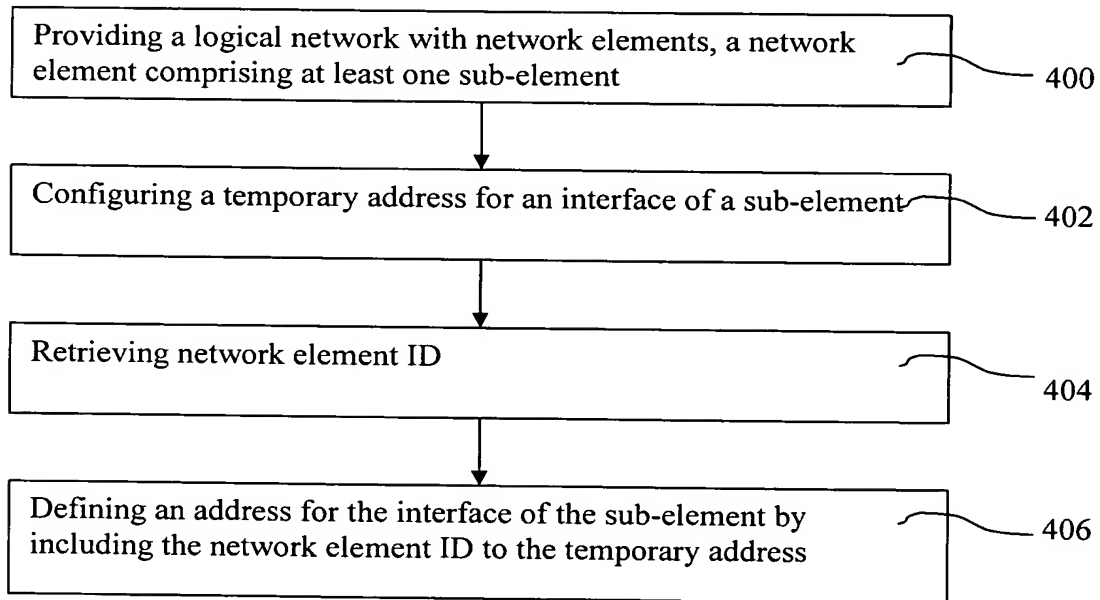 Providing a logical network with network elements, a network
element comprising at least one sub-element
400
Configuring a temporary address for an interface of a sub-element
402
Retrieving network element ID
404
Defining an address for the interface of the sub-element by
including the network element ID to the temporary address
406